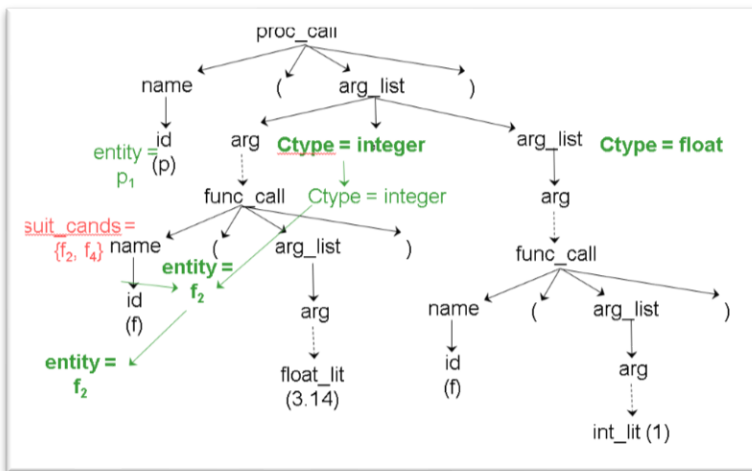 proc_call
name ( arg_list )
id
(p)
entity =
p₁
arg Ctype = integer
arg_list Ctype = float
func_call Ctype = integer
arg
suit_cands=
{f₂, f₄}
name ( arg_list )
func_call
entity =
f₂
id
(f)
arg
name ( arg_list )
entity =
f₂
float_lit
(3.14)
id
(f)
arg
int_lit (1)